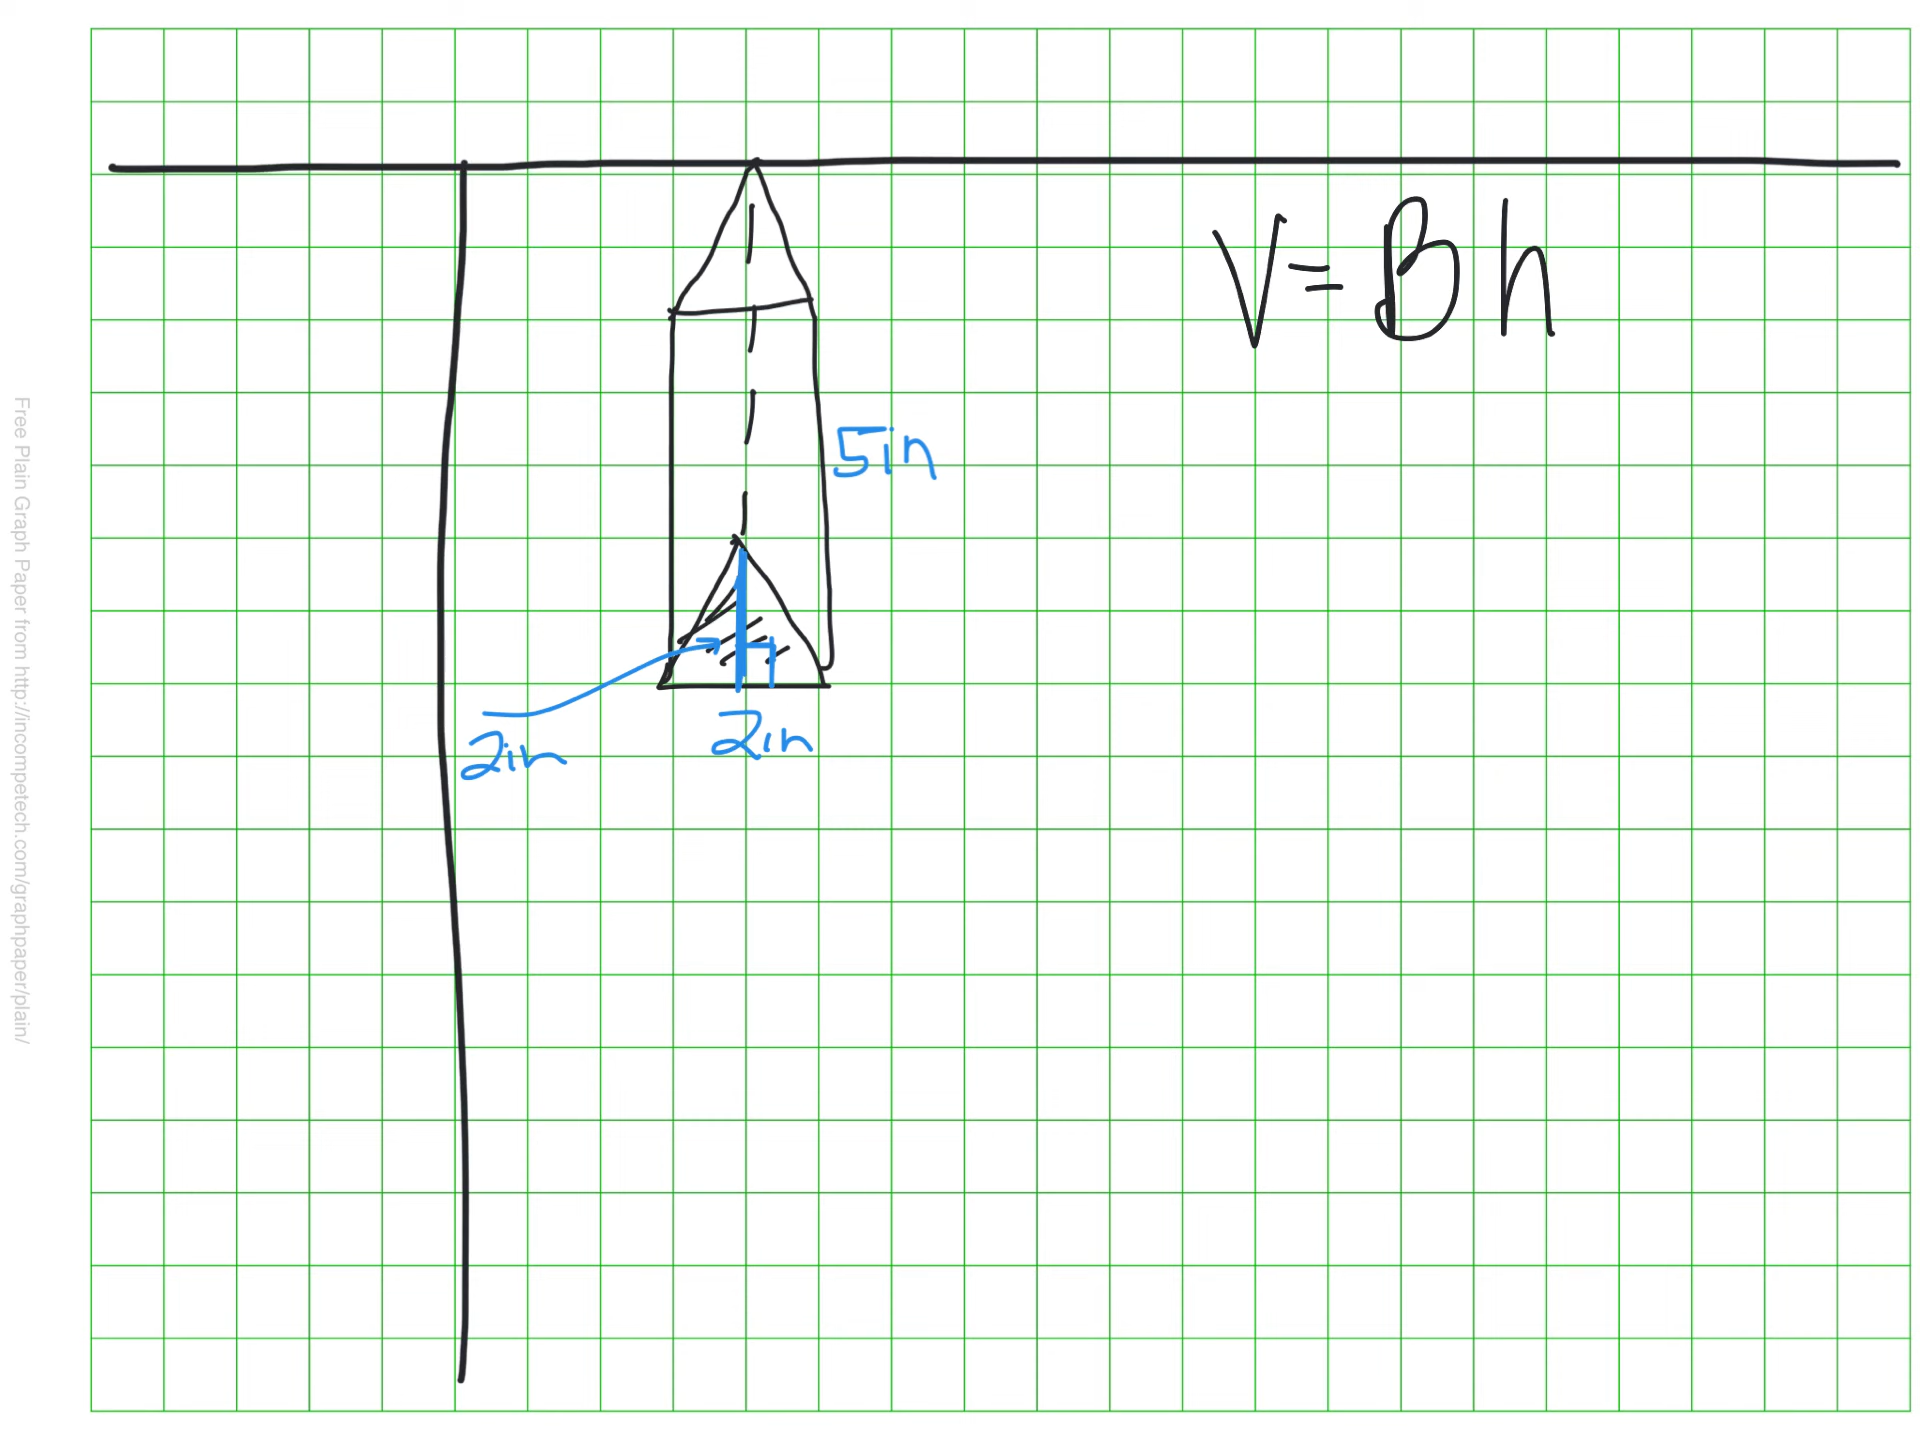 V=Bh
5in
2in
2in
Free Plain Graph Paper from http://incompetech.com/graphpaper/plain/